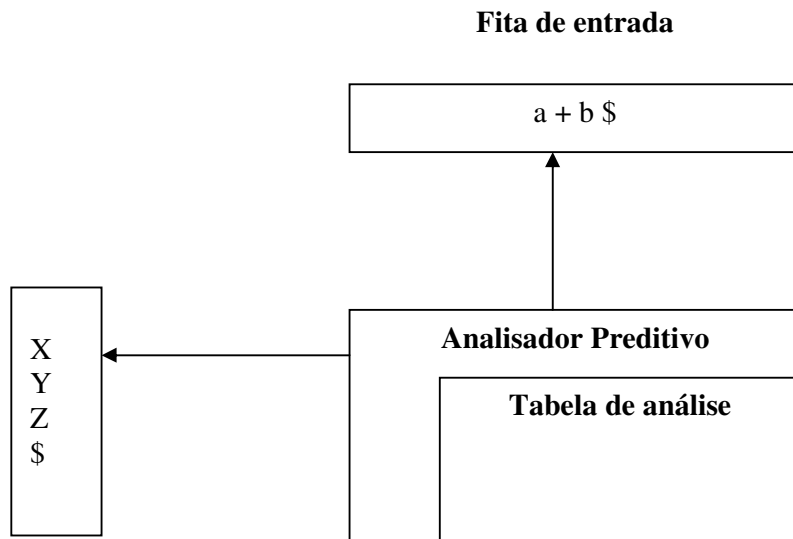 Fita de entrada
a + b $
Analisador Preditivo
Tabela de análise
X
Y
Z
$